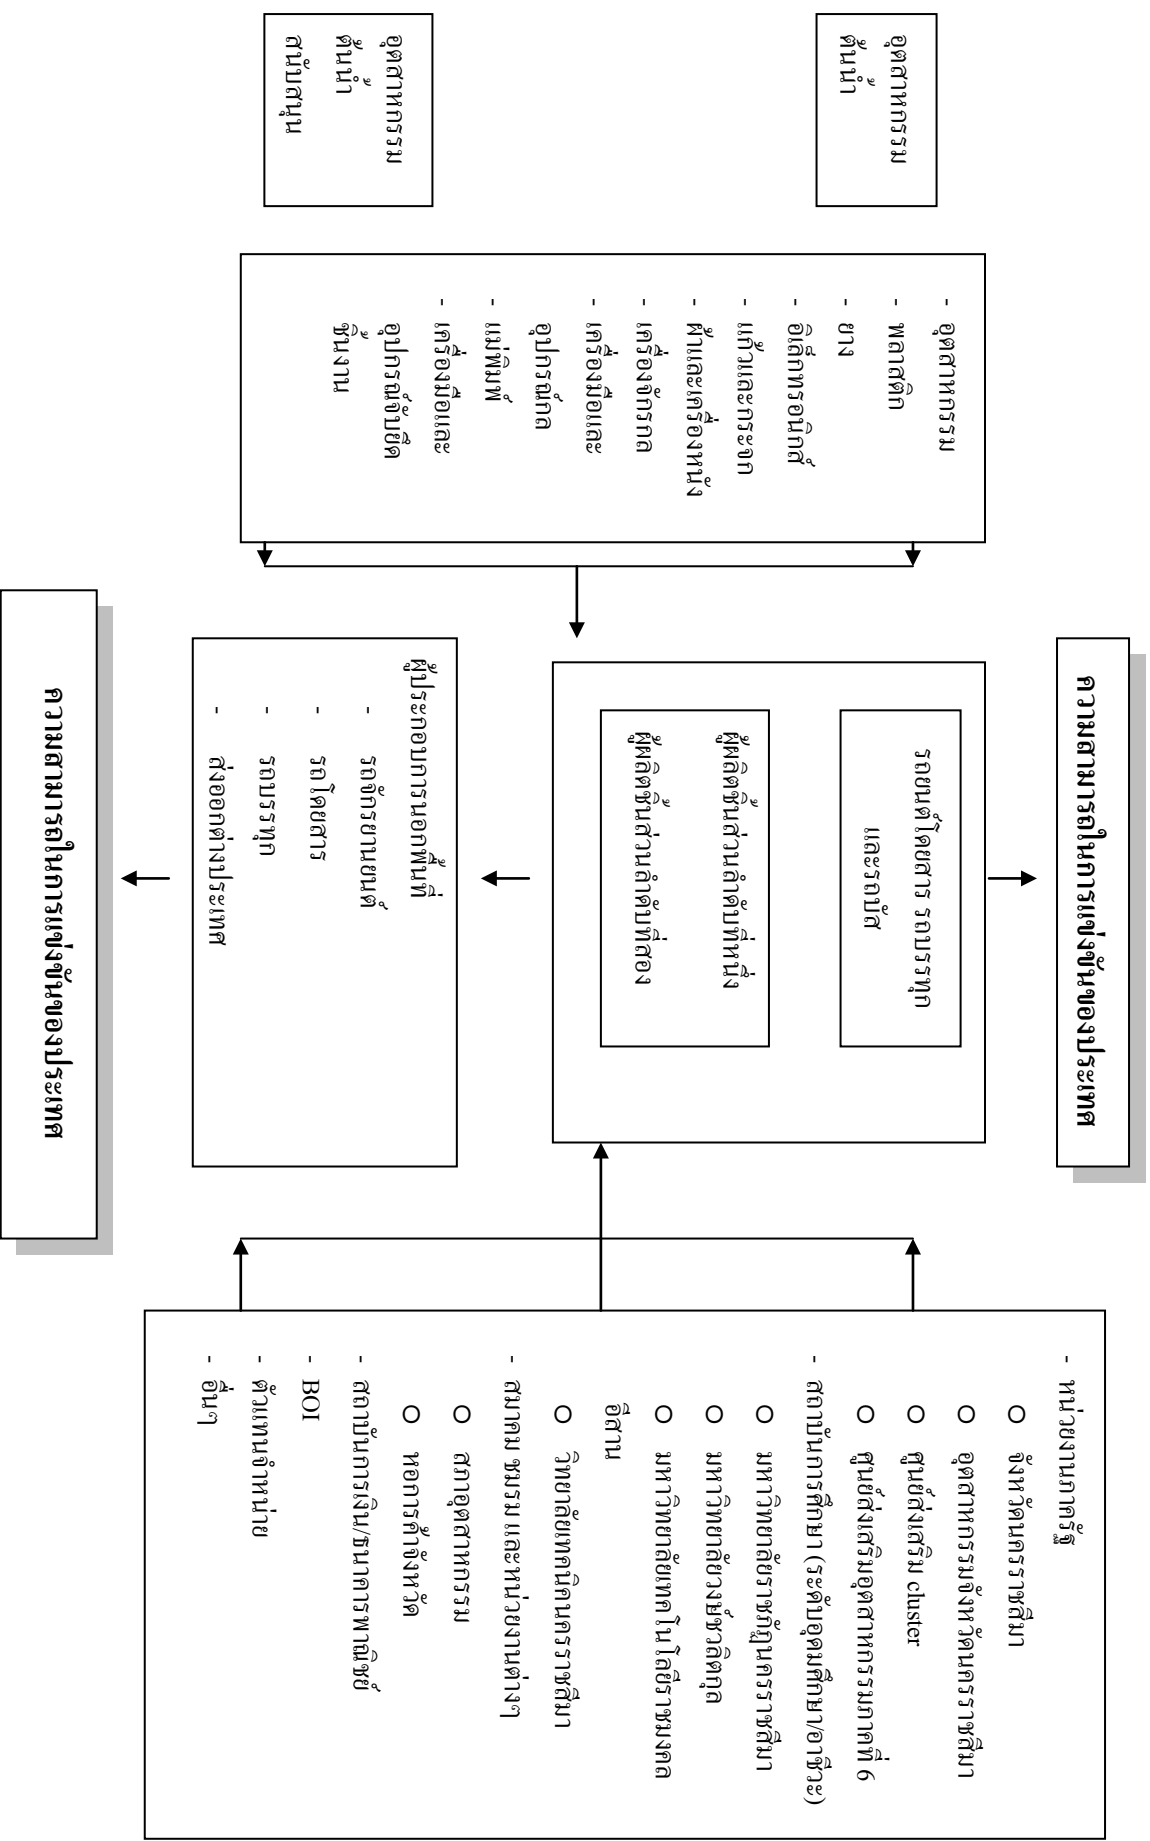 อุตสาหกรรม
ต้นน้ำ
อุตสาหกรรม
ต้นน้ำ
สนับสนุน
- อุตสาหกรรม
- พลาสติก
- ยาง
- อิเล็กทรอนิกส์
- แก้วและกระจก
- ผ้าและเครื่องหนัง
- เครื่องจักรกล
- เครื่องมือและ
อุปกรณ์กล
- แม่พิมพ์
- เครื่องมือและ
อุปกรณ์จับยึด
ชิ้นงาน
ความสามารถในการแข่งขันของประเทศ
รถยนต์โดยสาร รถบรรทุก
และรถบัส
ผู้ผลิตชิ้นส่วนลำดับที่หนึ่ง
ผู้ผลิตชิ้นส่วนลำดับที่สอง
ผู้ประกอบการนอกพื้นที่
- รถจักรยานยนต์
- รถโดยสาร
- รถบรรทุก
- ส่งออกต่างประเทศ
ความสามารถในการแข่งขันของประเทศ
- หน่วยงานภาครัฐ
○ จังหวัดนครราชสีมา
○ อุตสาหกรรมจังหวัดนครราชสีมา
○ ศูนย์ส่งเสริม cluster
○ ศูนย์ส่งเสริมอุตสาหกรรมภาคที่ 6
- สถาบันการศึกษา (ระดับอุดมศึกษา/อาชีวะ)
○ มหาวิทยาลัยราชภัฏนครราชสีมา
○ มหาวิทยาลัยวงษ์ชวลิตกุล
○ มหาวิทยาลัยเทคโนโลยีราชมงคล
อีสาน
○ วิทยาลัยเทคนิคนครราชสีมา
- สมาคม ชมรม และหน่วยงานต่างๆ
○ สภาอุตสาหกรรม
○ หอการค้าจังหวัด
- สถาบันการเงิน/ธนาคารพาณิชย์
- BOI
- ตัวแทนจำหน่าย
- อื่นๆ